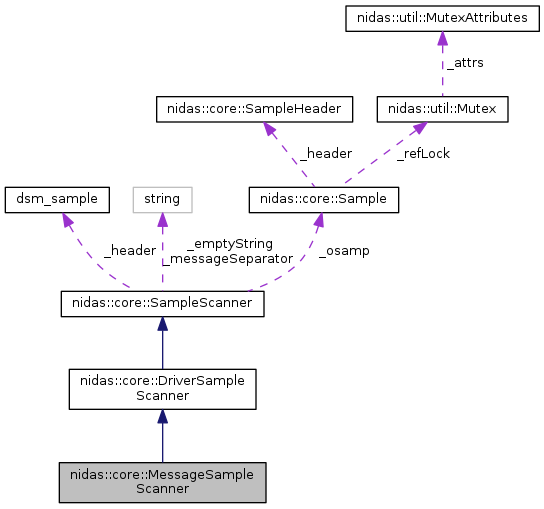 nidas::util::MutexAttributes
_attrs
nidas::core::SampleHeader
nidas::util::Mutex
_header
_refLock
dsm_sample
string
nidas::core::Sample
_header
_emptyString
_messageSeparator
_osamp
nidas::core::SampleScanner
nidas::core::DriverSample
Scanner
nidas::core::MessageSample
Scanner